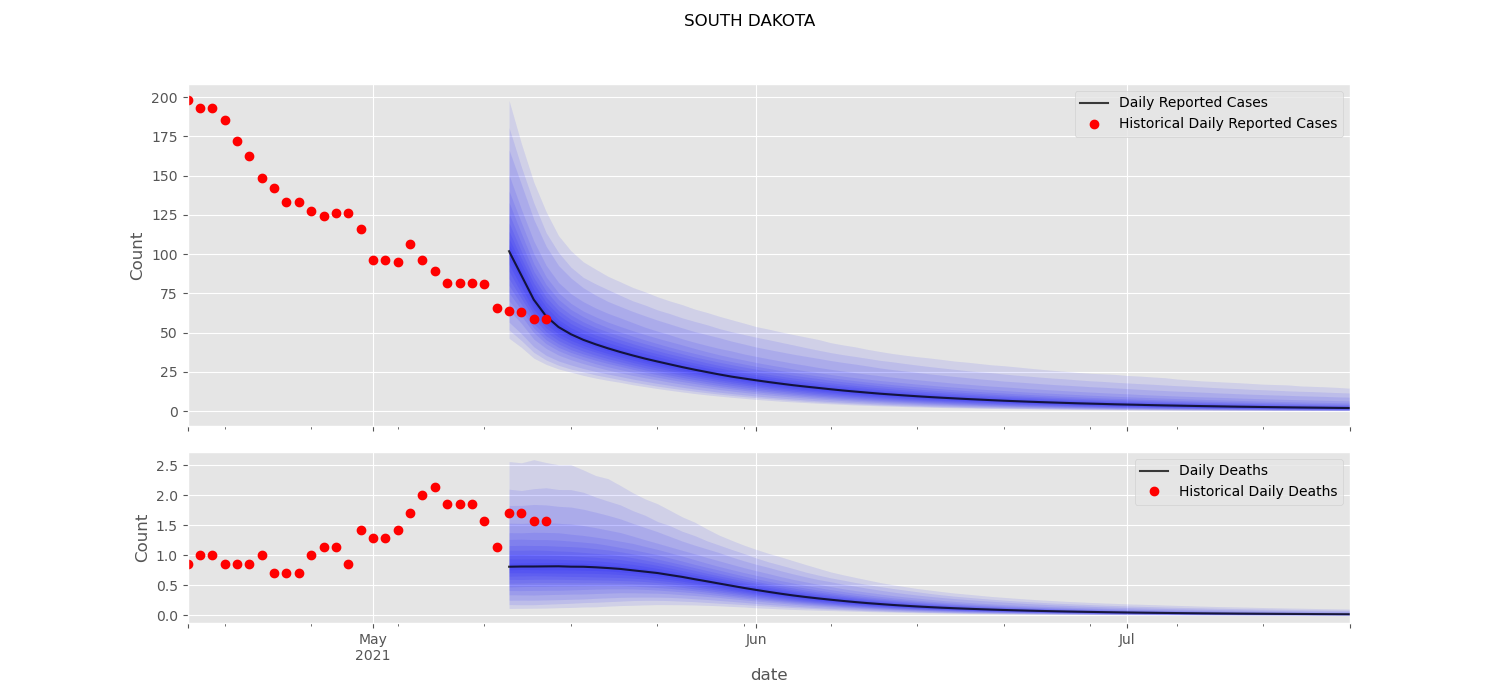 SOUTH DAKOTA
200
175
150
125
100
75
50
25
0
Count
Daily Reported Cases
Historical Daily Reported Cases
2.5
2.0
1.5
1.0
0.5
0.0
Count
Daily Deaths
Historical Daily Deaths
May
2021
Jun
Jul
date